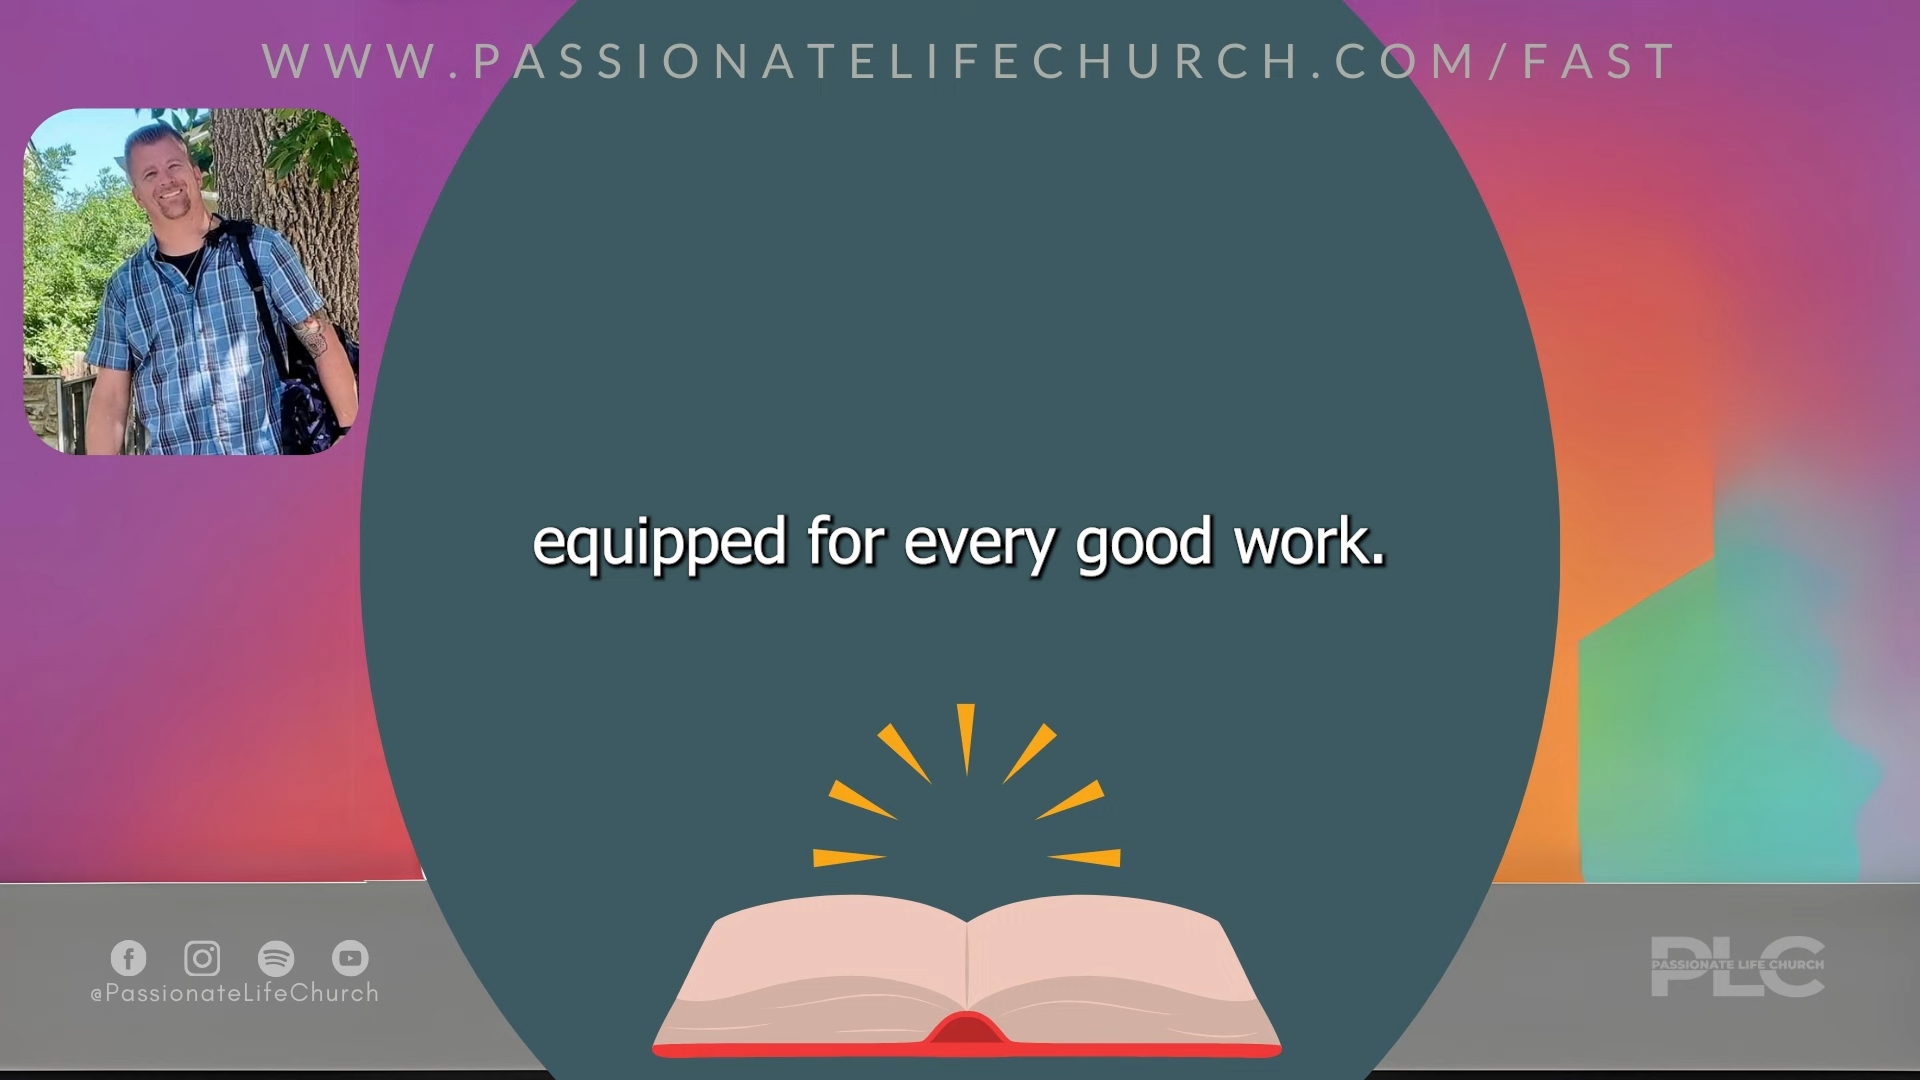 WWW.PASSIONATELIFECHURCH.COM/FAST
equipped for every good work.
@PassionateLifeChurch
PLC
PASSIONATE LIFE CHURCH